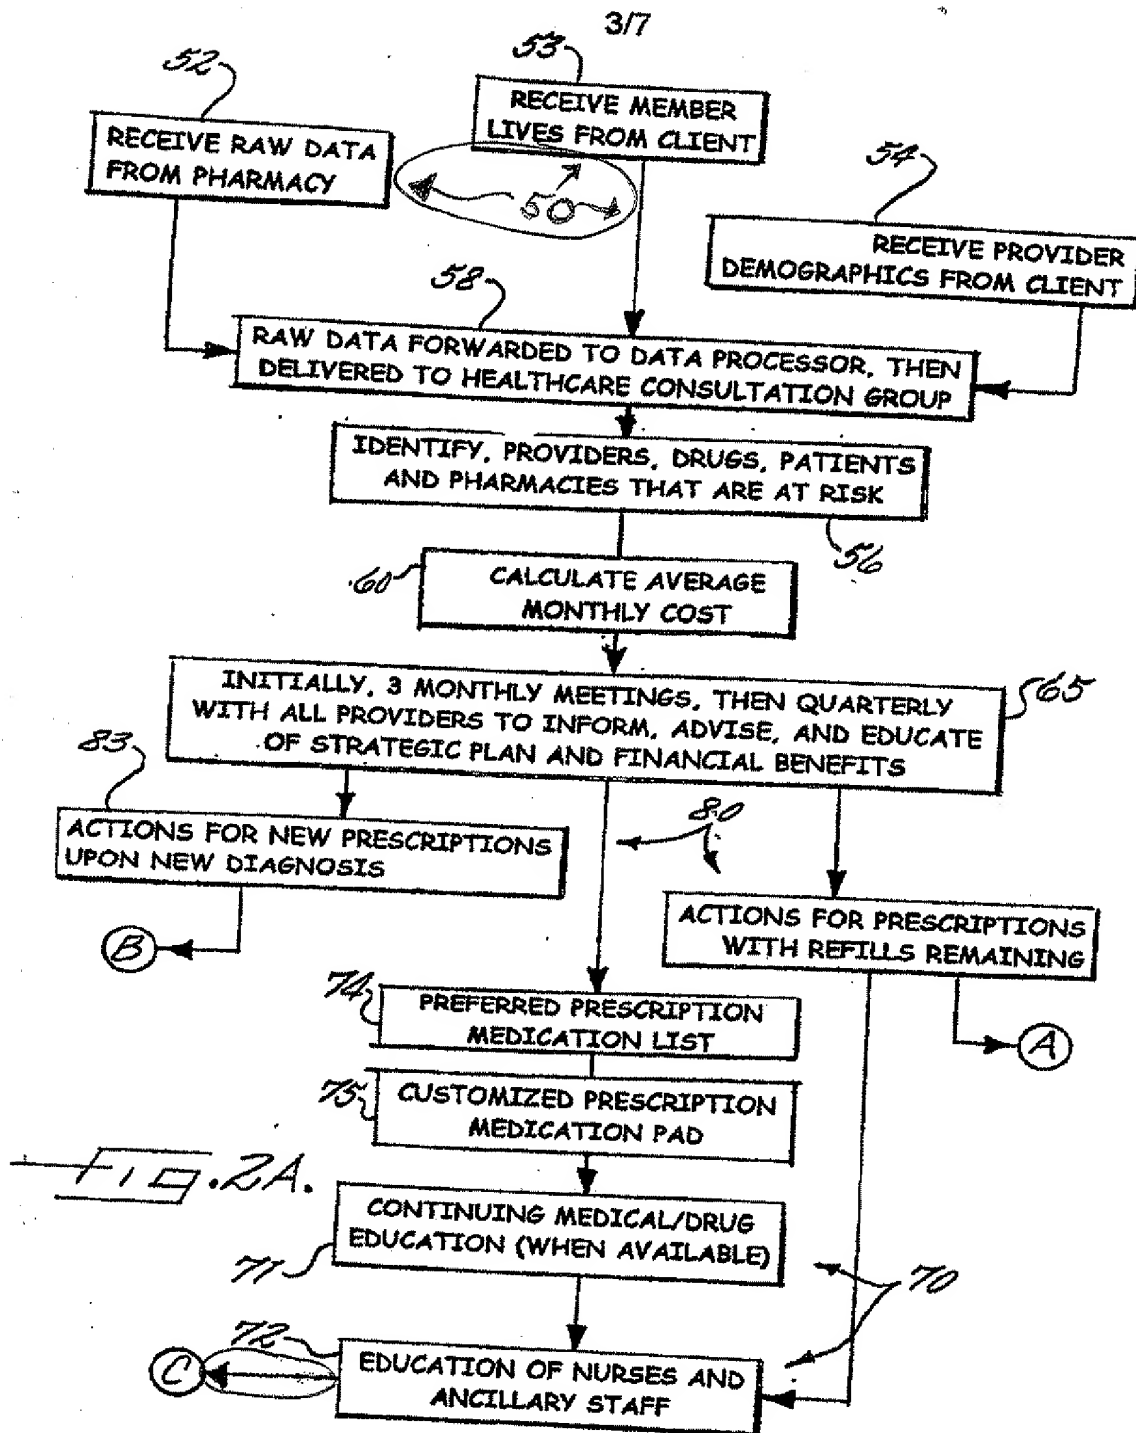 3/7
53
52
RECEIVE MEMBER
LIVES FROM CLIENT
RECEIVE RAW DATA
FROM PHARMACY
54
50
RECEIVE PROVIDER
DEMOGRAPHICS FROM CLIENT
58
RAW DATA FORWARDED TO DATA PROCESSOR, THEN
DELIVERED TO HEALTHCARE CONSULTATION GROUP
IDENTIFY, PROVIDERS, DRUGS, PATIENTS
AND PHARMACIES THAT ARE AT RISK
56
60
CALCULATE AVERAGE
MONTHLY COST
INITIALLY, 3 MONTHLY MEETINGS, THEN QUARTERLY
WITH ALL PROVIDERS TO INFORM, ADVISE, AND EDUCATE
OF STRATEGIC PLAN AND FINANCIAL BENEFITS
65
83
80
ACTIONS FOR NEW PRESCRIPTIONS
UPON NEW DIAGNOSIS
B
ACTIONS FOR PRESCRIPTIONS
WITH REFILLS REMAINING
A
74
PREFERRED PRESCRIPTION
MEDICATION LIST
75
CUSTOMIZED PRESCRIPTION
MEDICATION PAD
Fig. 2A.
CONTINUING MEDICAL/DRUG
EDUCATION (WHEN AVAILABLE)
71
70
72
C
EDUCATION OF NURSES AND
ANCILLARY STAFF